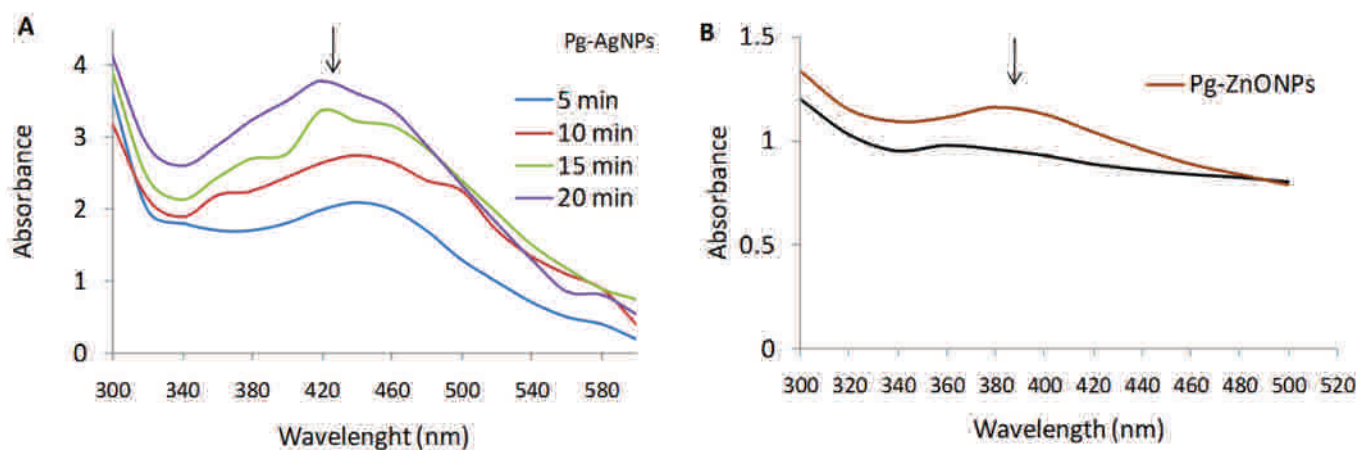 A
Pg-AgNPs
5 min
10 min
15 min
20 min
Absorbance
4
3
2
1
0
300 340 380 420 460 500 540 580
Wavelenght (nm)
B
Pg-ZnONPs
Absorbance
1.5
1
0.5
0
300 320 340 360 380 400 420 440 460 480 500 520
Wavelength (nm)